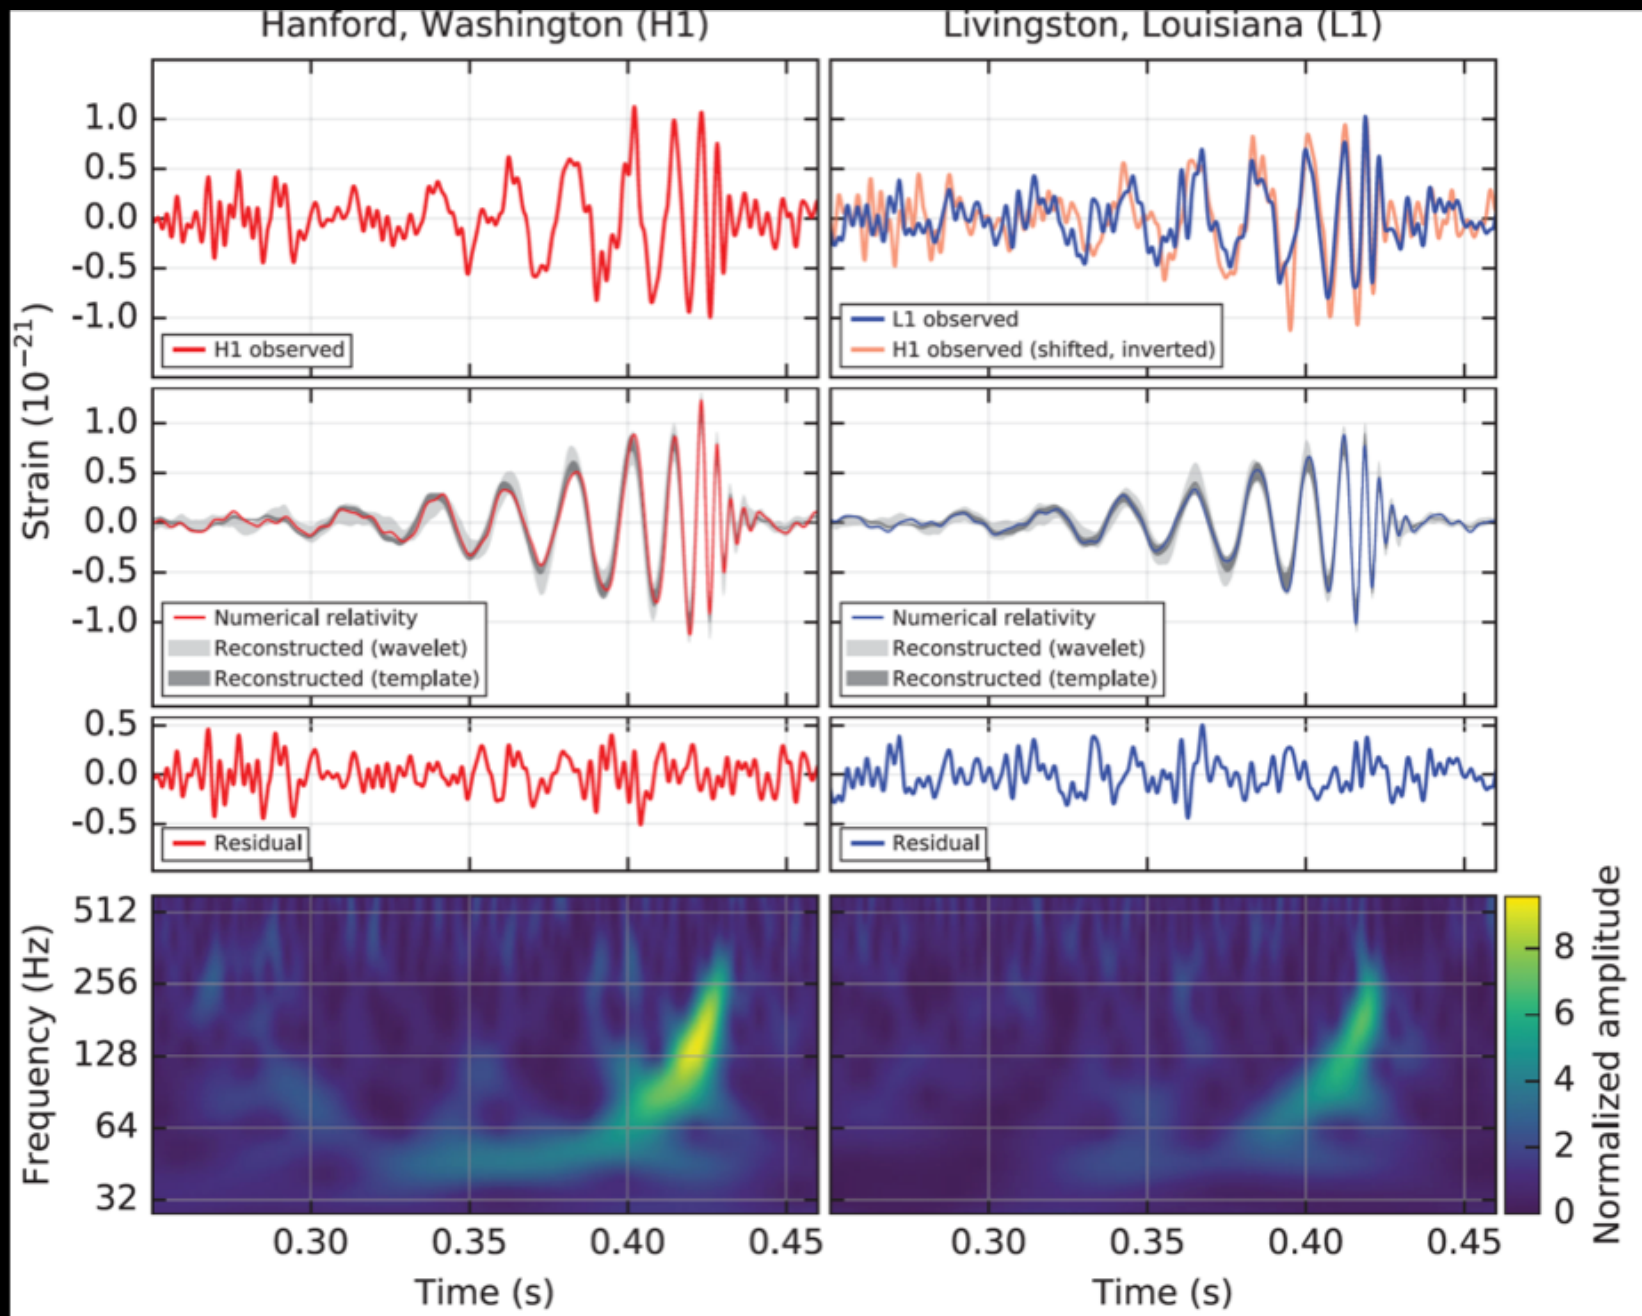 Hanford, Washington (H1)
Livingston, Louisiana (L1)
Strain (10⁻²¹)
1.0
0.5
0.0
-0.5
-1.0
H1 observed
L1 observed
H1 observed (shifted, inverted)
1.0
0.5
0.0
-0.5
-1.0
Numerical relativity
Reconstructed (wavelet)
Reconstructed (template)
Numerical relativity
Reconstructed (wavelet)
Reconstructed (template)
0.5
0.0
-0.5
Residual
Residual
Frequency (Hz)
512
256
128
64
32
Normalized amplitude
8
6
4
2
0
0.30 0.35 0.40 0.45
0.30 0.35 0.40 0.45
Time (s)
Time (s)